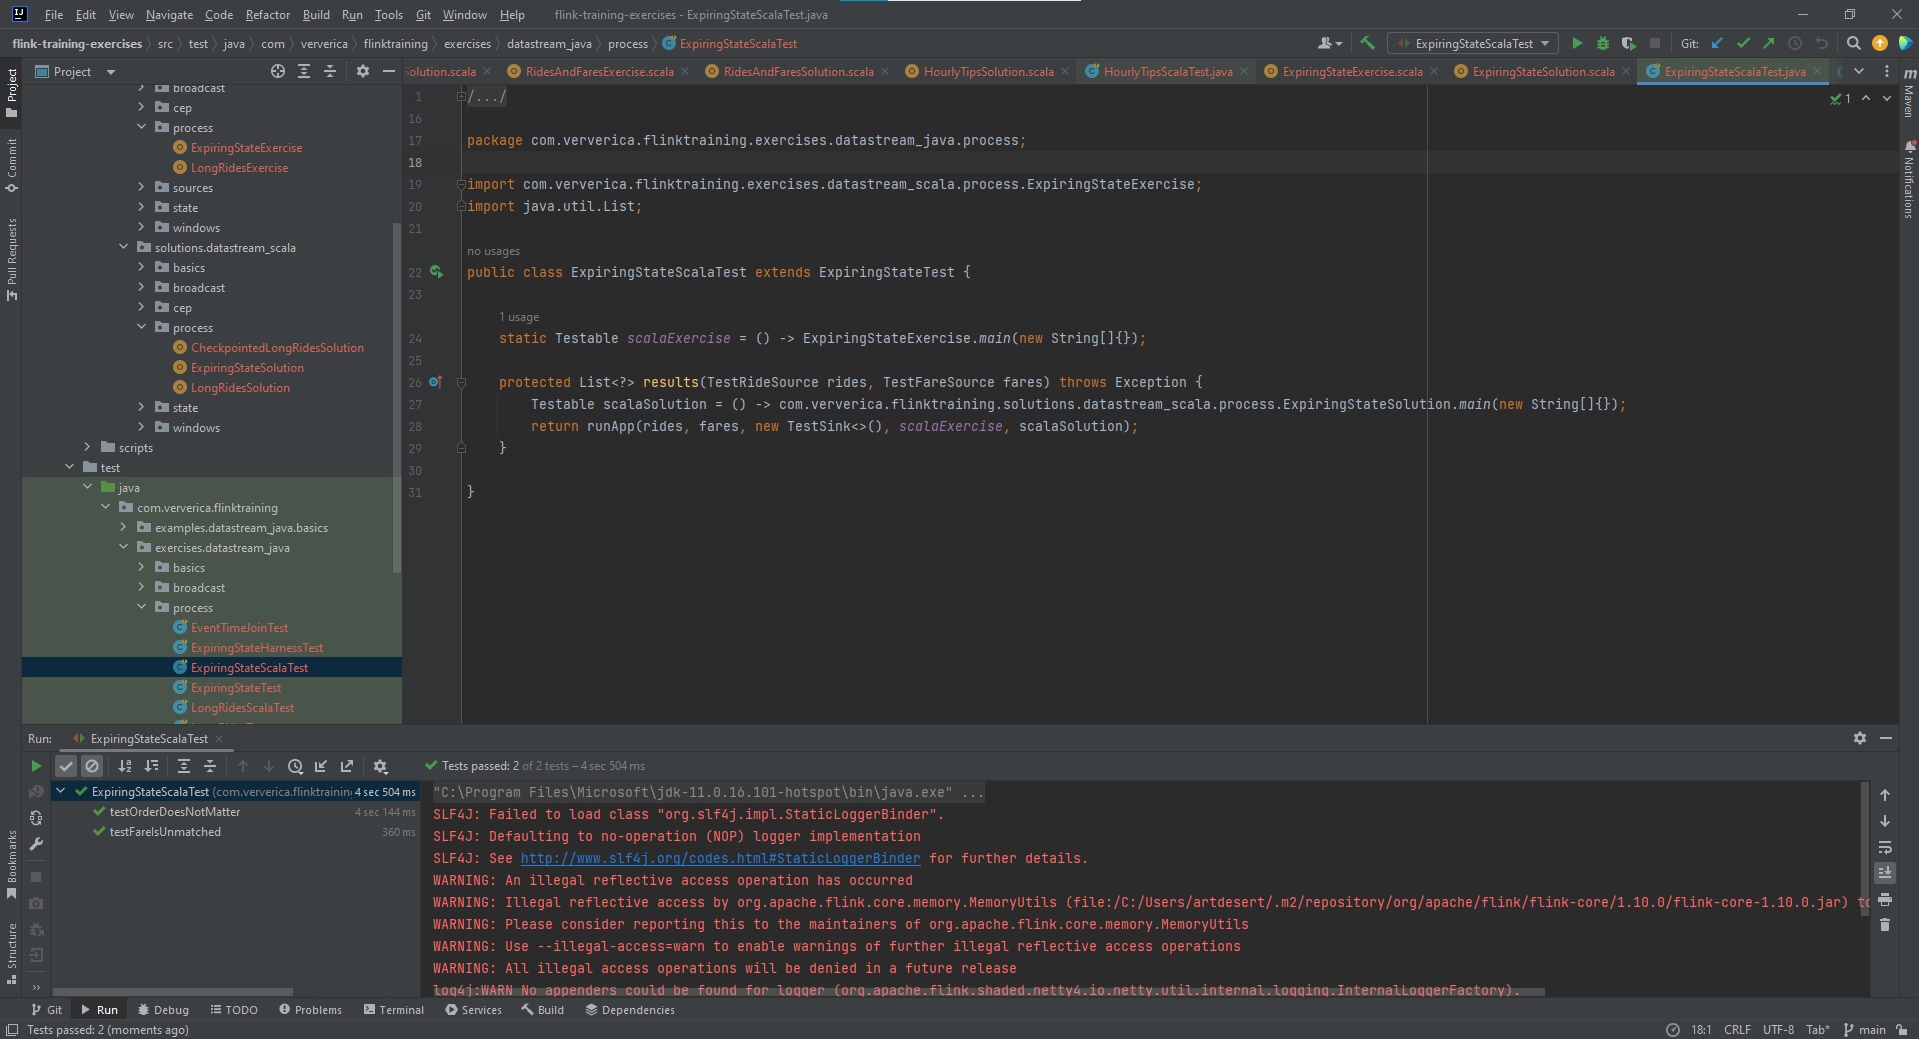 File Edit View Navigate Code Refactor Build Run Tools Git Window Help flink-training-exercises - ExpiringStateScalaTest.java
flink-training-exercises src test java com ververica flinktraining exercises datastream_java process ExpiringStateScalaTest
ExpiringStateScalaTest Git:
Project
Solution.scala RidesAndFaresExercise.scala RidesAndFaresSolution.scala HourlyTipsSolution.scala HourlyTipsScalaTest.java ExpiringStateExercise.scala ExpiringStateSolution.scala ExpiringStateScalaTest.java
Project
Commit
Pull Requests
Bookmarks
Structure
broadcast
cep
process
ExpiringStateExercise
LongRidesExercise
sources
state
windows
solutions.datastream_scala
basics
broadcast
cep
process
CheckpointedLongRidesSolution
ExpiringStateSolution
LongRidesSolution
state
windows
scripts
test
java
com.ververica.flinktraining
examples.datastream_java.basics
exercises.datastream_java
basics
broadcast
process
EventTimeJoinTest
ExpiringStateHarnessTest
ExpiringStateScalaTest
ExpiringStateTest
LongRidesScalaTest
1 /.../
16
17 package com.ververica.flinktraining.exercises.datastream_java.process;
18
19 import com.ververica.flinktraining.exercises.datastream_scala.process.ExpiringStateExercise;
20 import java.util.List;
21
no usages
22 public class ExpiringStateScalaTest extends ExpiringStateTest {
23
1 usage
24 static Testable scalaExercise = () -> ExpiringStateExercise.main(new String[]{});
25
26 protected List<?> results(TestRideSource rides, TestFareSource fares) throws Exception {
27 Testable scalaSolution = () -> com.ververica.flinktraining.solutions.datastream_scala.process.ExpiringStateSolution.main(new String[]{});
28 return runApp(rides, fares, new TestSink<>(), scalaExercise, scalaSolution);
29 }
30
31 }
1
m
Maven
Notifications
Run: ExpiringStateScalaTest
Tests passed: 2 of 2 tests – 4 sec 504 ms
ExpiringStateScalaTest (com.ververica.flinktraining 4 sec 504 ms
testOrderDoesNotMatter 4 sec 144 ms
testFareIsUnmatched 360 ms
"C:\Program Files\Microsoft\jdk-11.0.16.101-hotspot\bin\java.exe" ...
SLF4J: Failed to load class "org.slf4j.impl.StaticLoggerBinder".
SLF4J: Defaulting to no-operation (NOP) logger implementation
SLF4J: See http://www.slf4j.org/codes.html#StaticLoggerBinder for further details.
WARNING: An illegal reflective access operation has occurred
WARNING: Illegal reflective access by org.apache.flink.core.memory.MemoryUtils (file:/C:/Users/artdesert/.m2/repository/org/apache/flink/flink-core/1.10.0/flink-core-1.10.0.jar) to
WARNING: Please consider reporting this to the maintainers of org.apache.flink.core.memory.MemoryUtils
WARNING: Use --illegal-access=warn to enable warnings of further illegal reflective access operations
WARNING: All illegal access operations will be denied in a future release
log4j:WARN No appenders could be found for logger (org.apache.flink.shaded.netty4.io.netty.util.internal.logging.InternalLoggerFactory).
Git Run Debug TODO Problems Terminal Services Build Dependencies
Tests passed: 2 (moments ago) 18:1 CRLF UTF-8 Tab* main